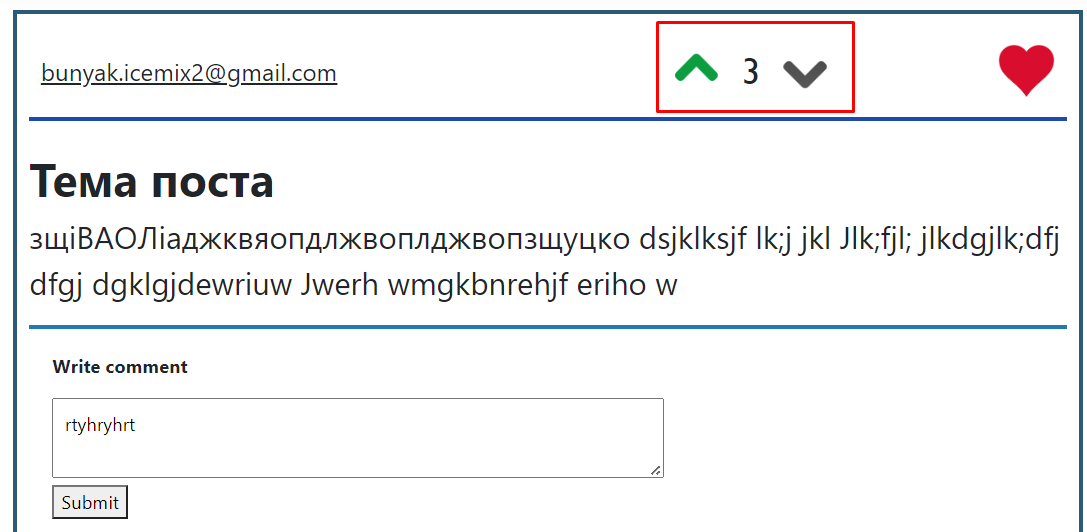 bunyak.icemix2@gmail.com 3
Тема поста
зщіВАОЛіаджквяопдлжвоплджвопзщуцко dsjklksjf lk;j jkl Jlk;fjl; jlkdgjlk;dfj
dfgj dgklgjdewriuw Jwerh wmgkbnrehjf eriho w
Write comment
rtyhryhrt
Submit